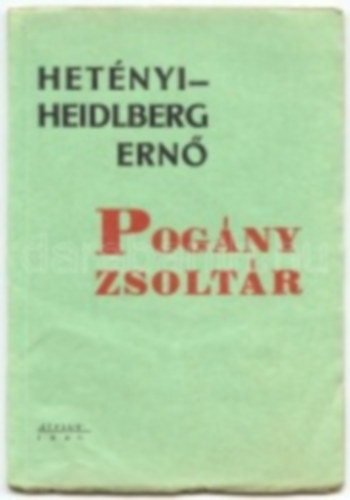 HETÉNYI–
HEIDLBERG
ERNŐ
POGÁNY
ZSOLTÁR